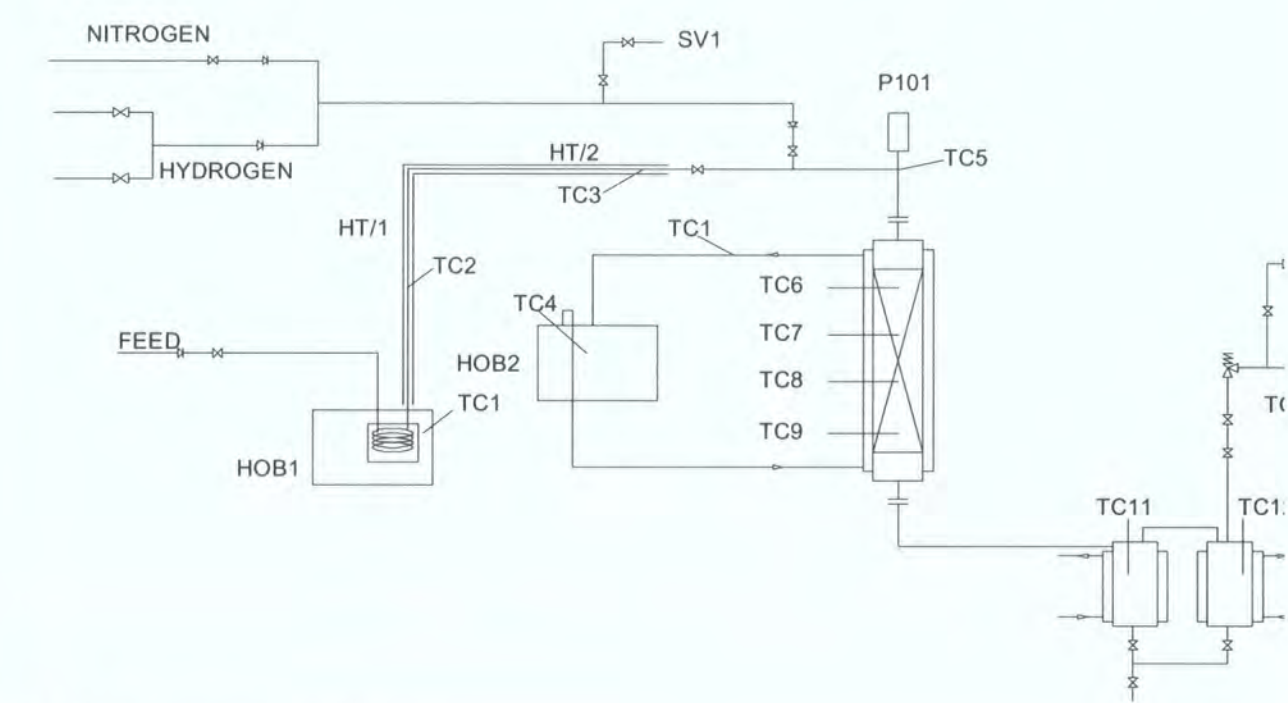 NITROGEN
SV1
P101
HT/2
TC5
HYDROGEN
TC3
HT/1
TC1
TC2
TC6
TC4
TC7
FEED
HOB2
TC8
TC1
TC9
HOB1
TC11